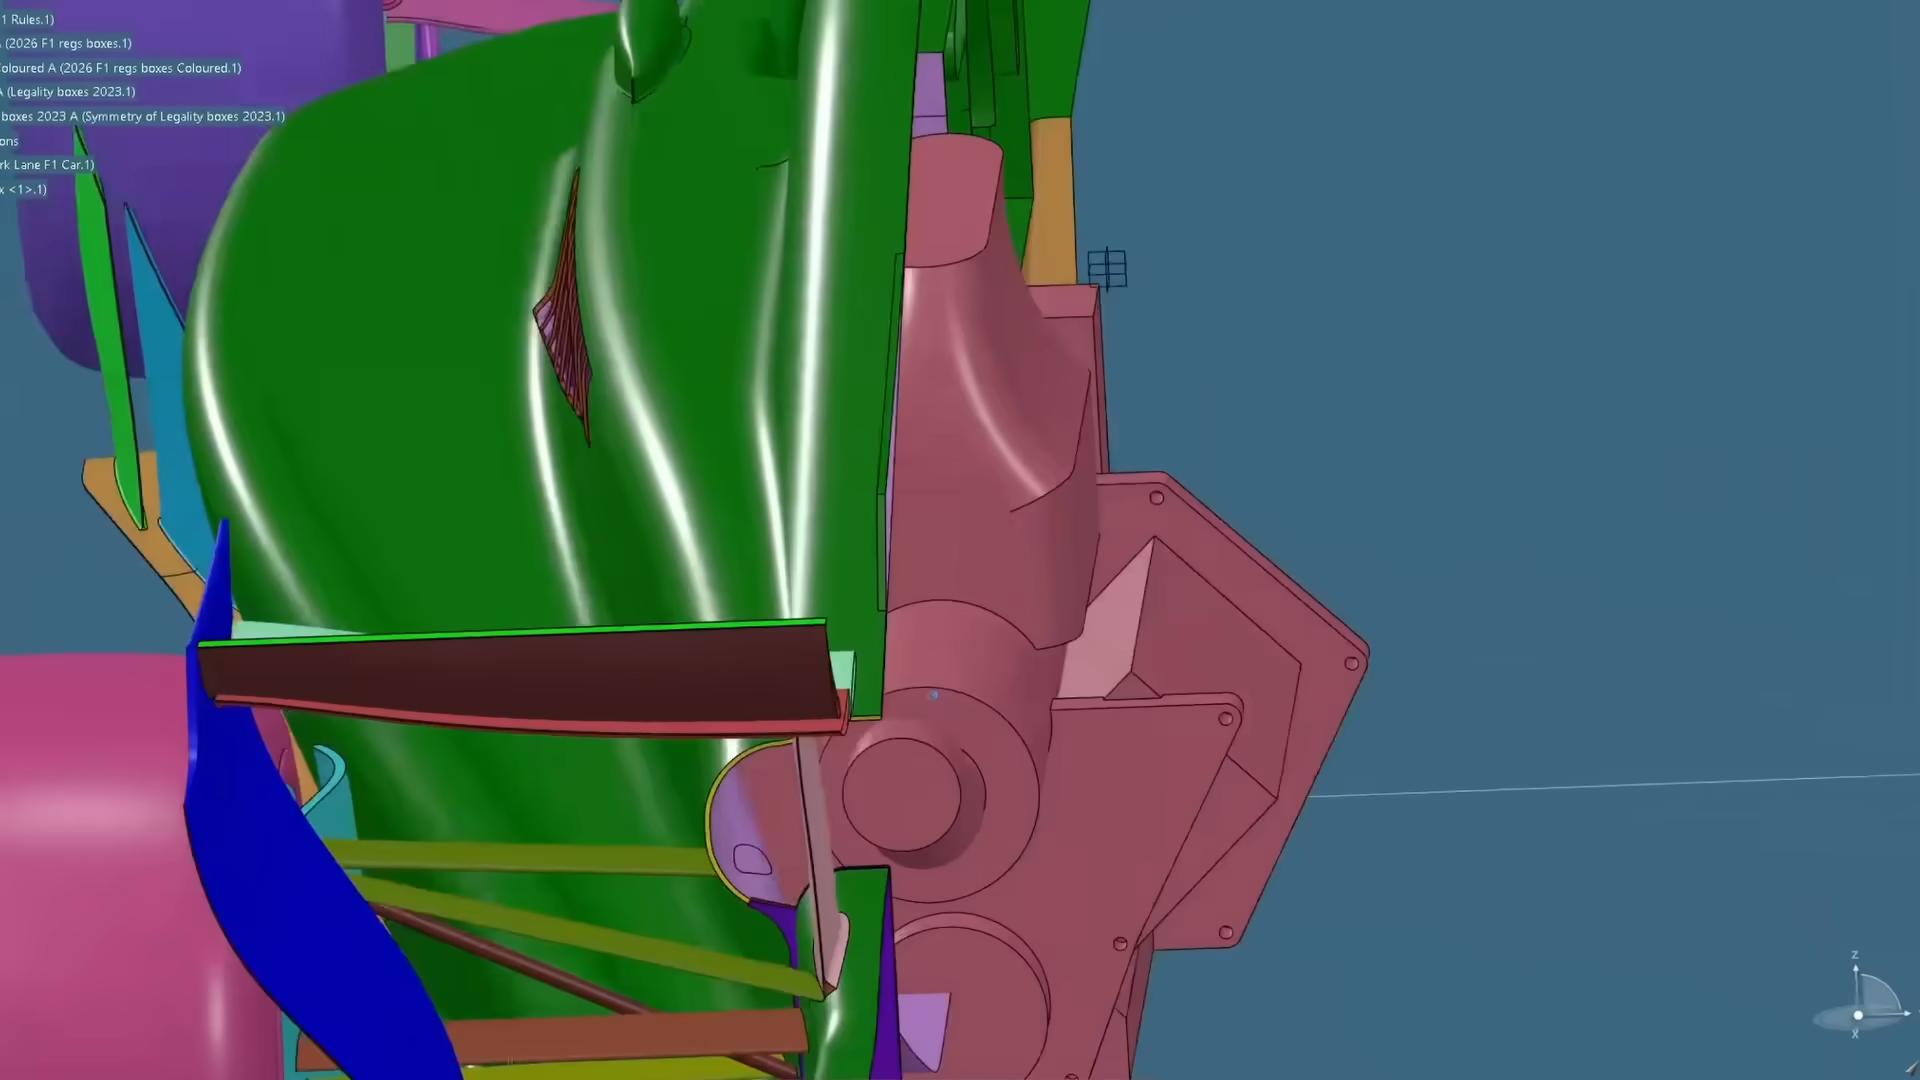 1 Rules.1)
A (2026 F1 regs boxes.1)
Coloured A (2026 F1 regs boxes Coloured.1)
A (Legality boxes 2023.1)
boxes 2023 A (Symmetry of Legality boxes 2023.1)
ons
rk Lane F1 Car.1)
x <1>.1)
z
x